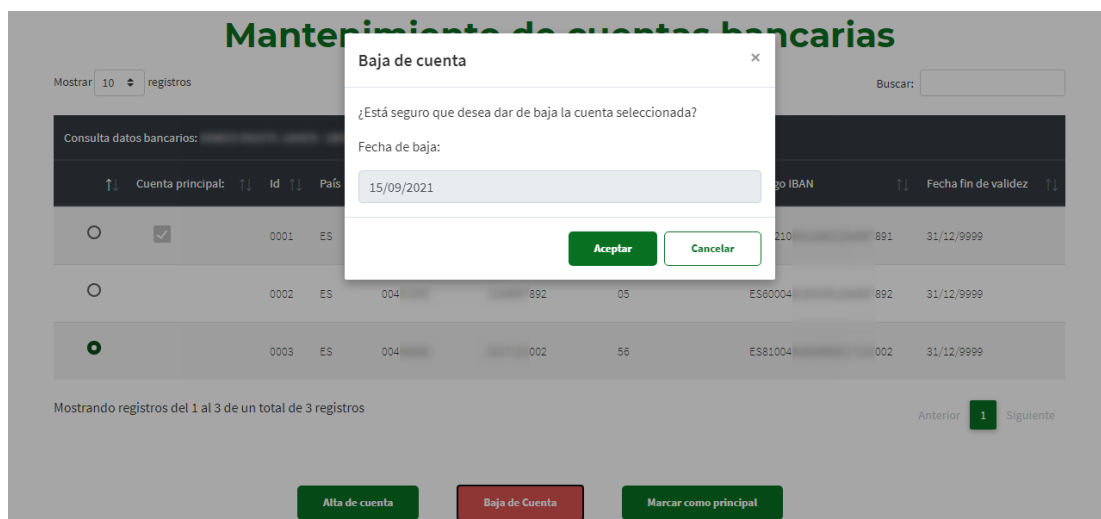 Mantenimiento de cuentas bancarias
Mostrar 10 registros
Buscar:
Baja de cuenta ×
¿Está seguro que desea dar de baja la cuenta seleccionada?
Fecha de baja:
15/09/2021
Aceptar Cancelar
Consulta datos bancarios:
Cuenta principal: Id País IBAN Fecha fin de validez
0001 ES 210 891 31/12/9999
0002 ES 004 892 05 ES60004 892 31/12/9999
0003 ES 004 002 56 ES81004 002 31/12/9999
Mostrando registros del 1 al 3 de un total de 3 registros
Anterior 1 Siguiente
Alta de cuenta Baja de Cuenta Marcar como principal